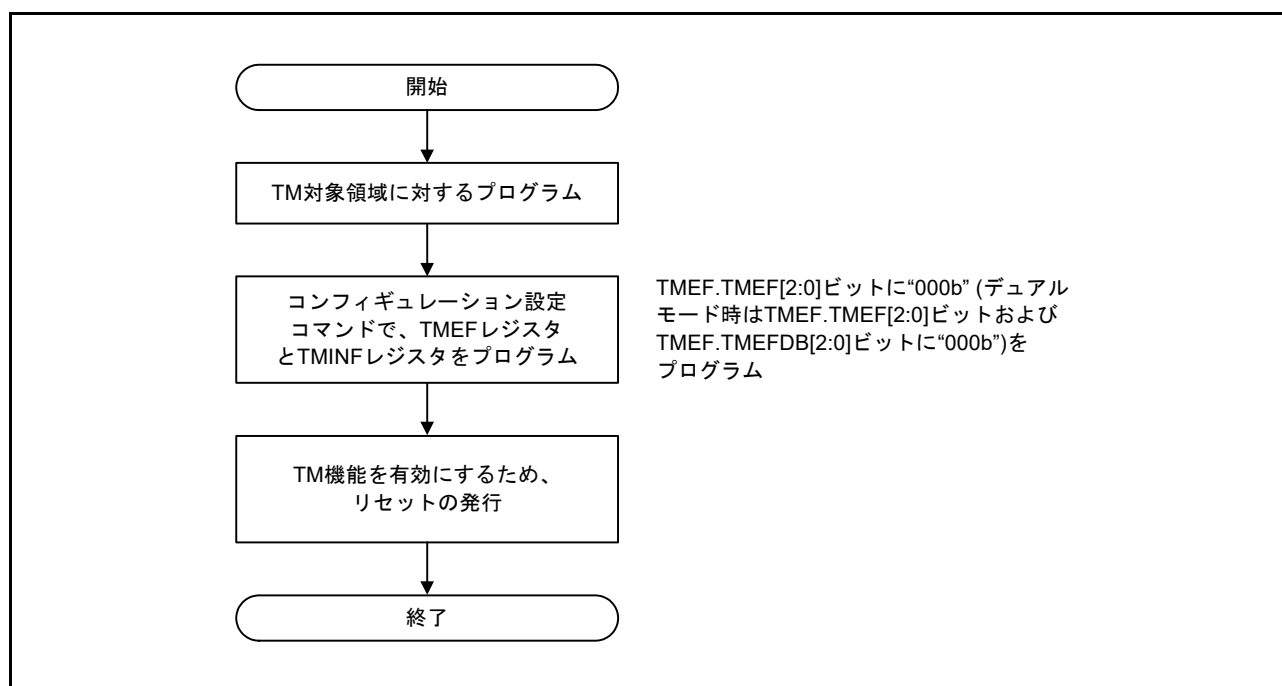 開始
TM対象領域に対するプログラム
コンフィギュレーション設定
コマンドで、TMEFレジスタ
とTMINFレジスタをプログラム
TMEF.TMEF[2:0]ビットに“000b” (デュアル
モード時はTMEF.TMEF[2:0]ビットおよび
TMEF.TMEFDB[2:0]ビットに“000b”)を
プログラム
TM機能を有効にするため、
リセットの発行
終了